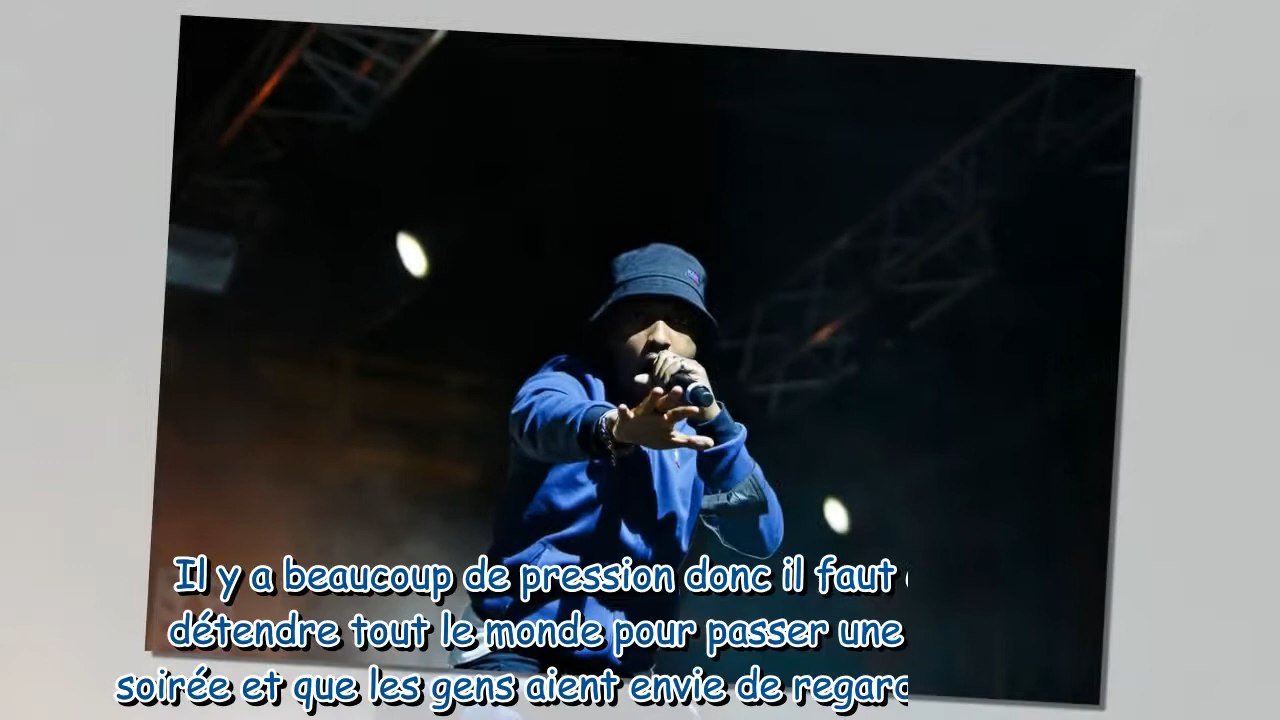 Il y a beaucoup de pression donc il faut
détendre tout le monde pour passer une
soirée et que les gens aient envie de